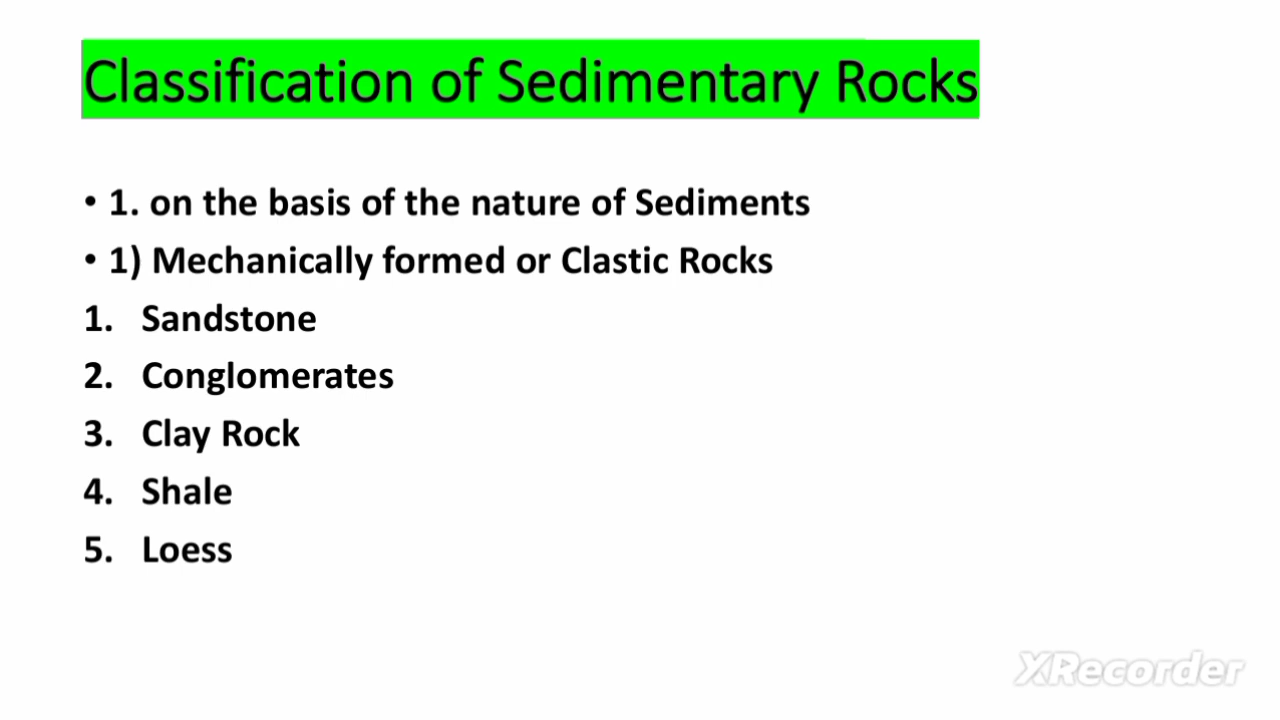 Classification of Sedimentary Rocks
• 1. on the basis of the nature of Sediments
• 1) Mechanically formed or Clastic Rocks
1. Sandstone
2. Conglomerates
3. Clay Rock
4. Shale
5. Loess
XRecorder